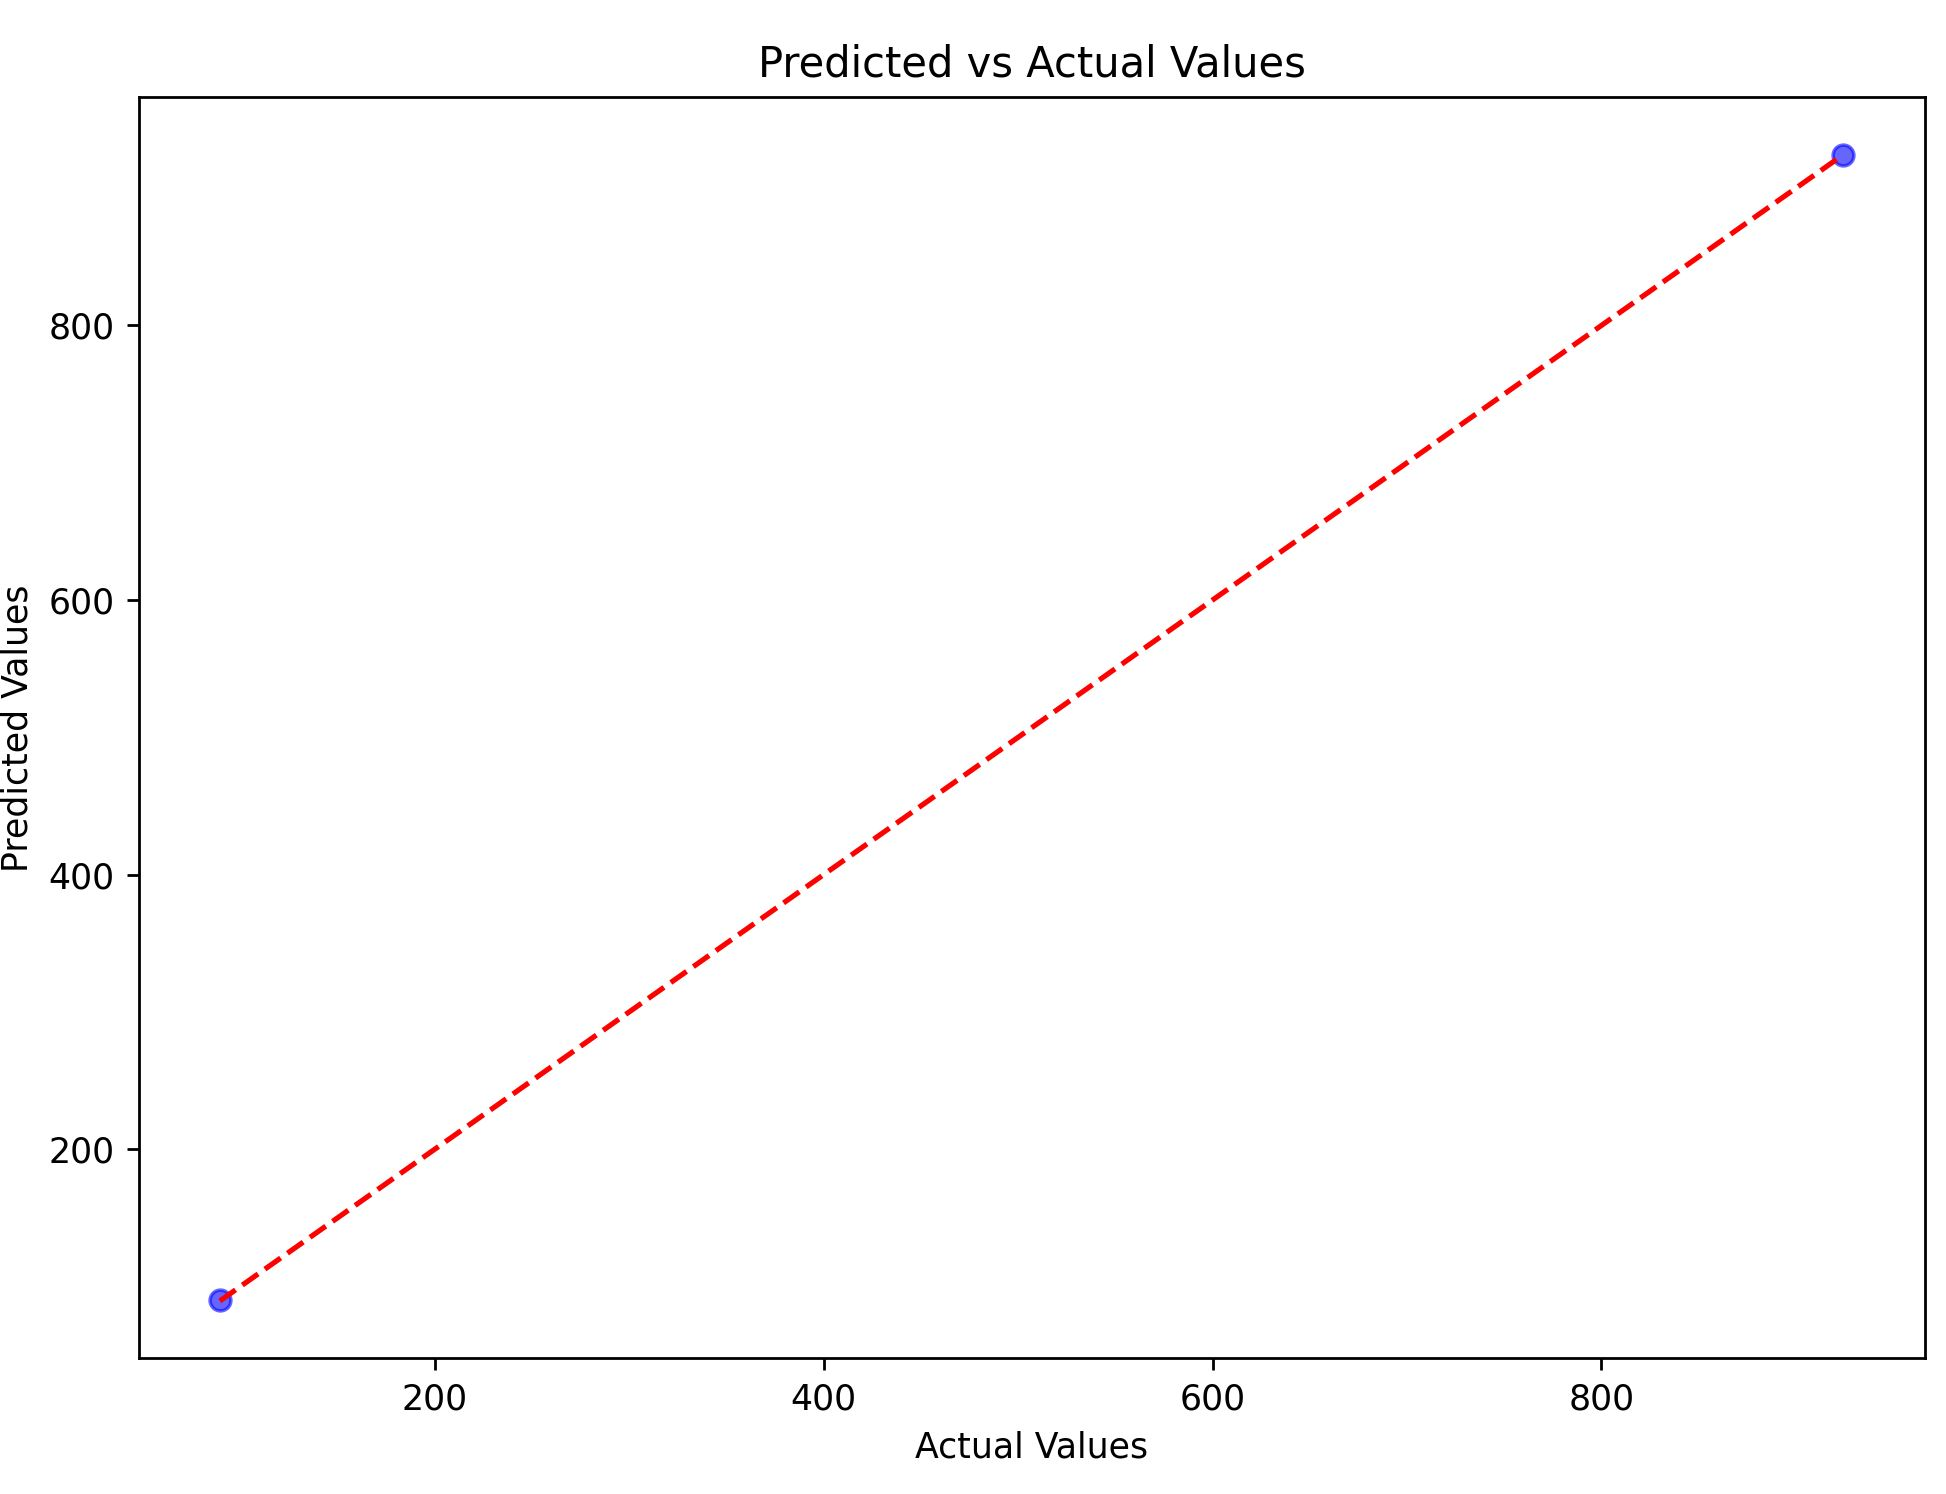 Predicted vs Actual Values
800
600
400
200
Predicted Values
200 400 600 800
Actual Values